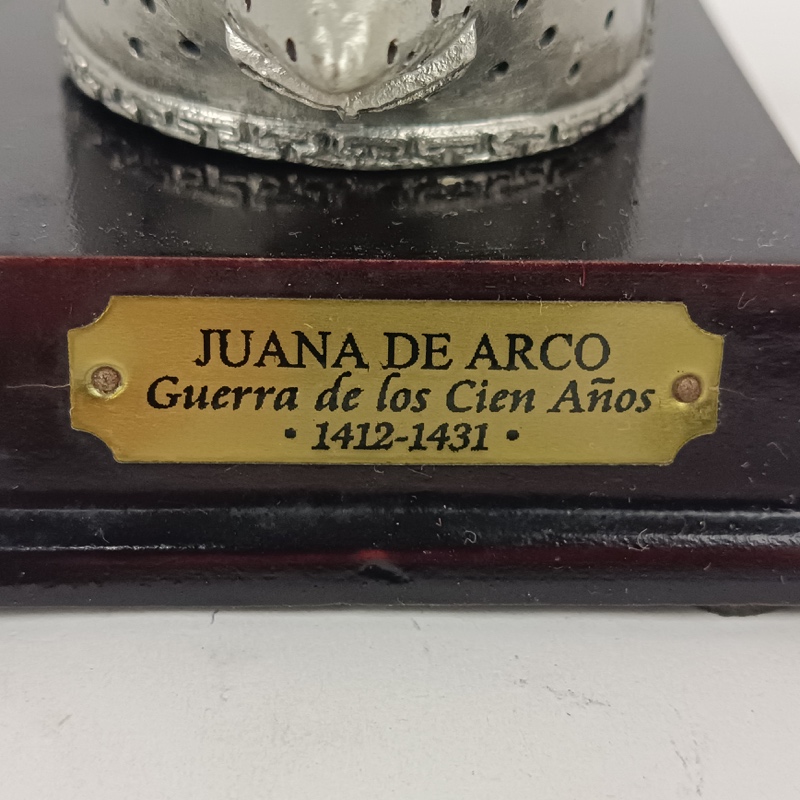 JUANA DE ARCO
Guerra de los Cien Años
• 1412-1431 •